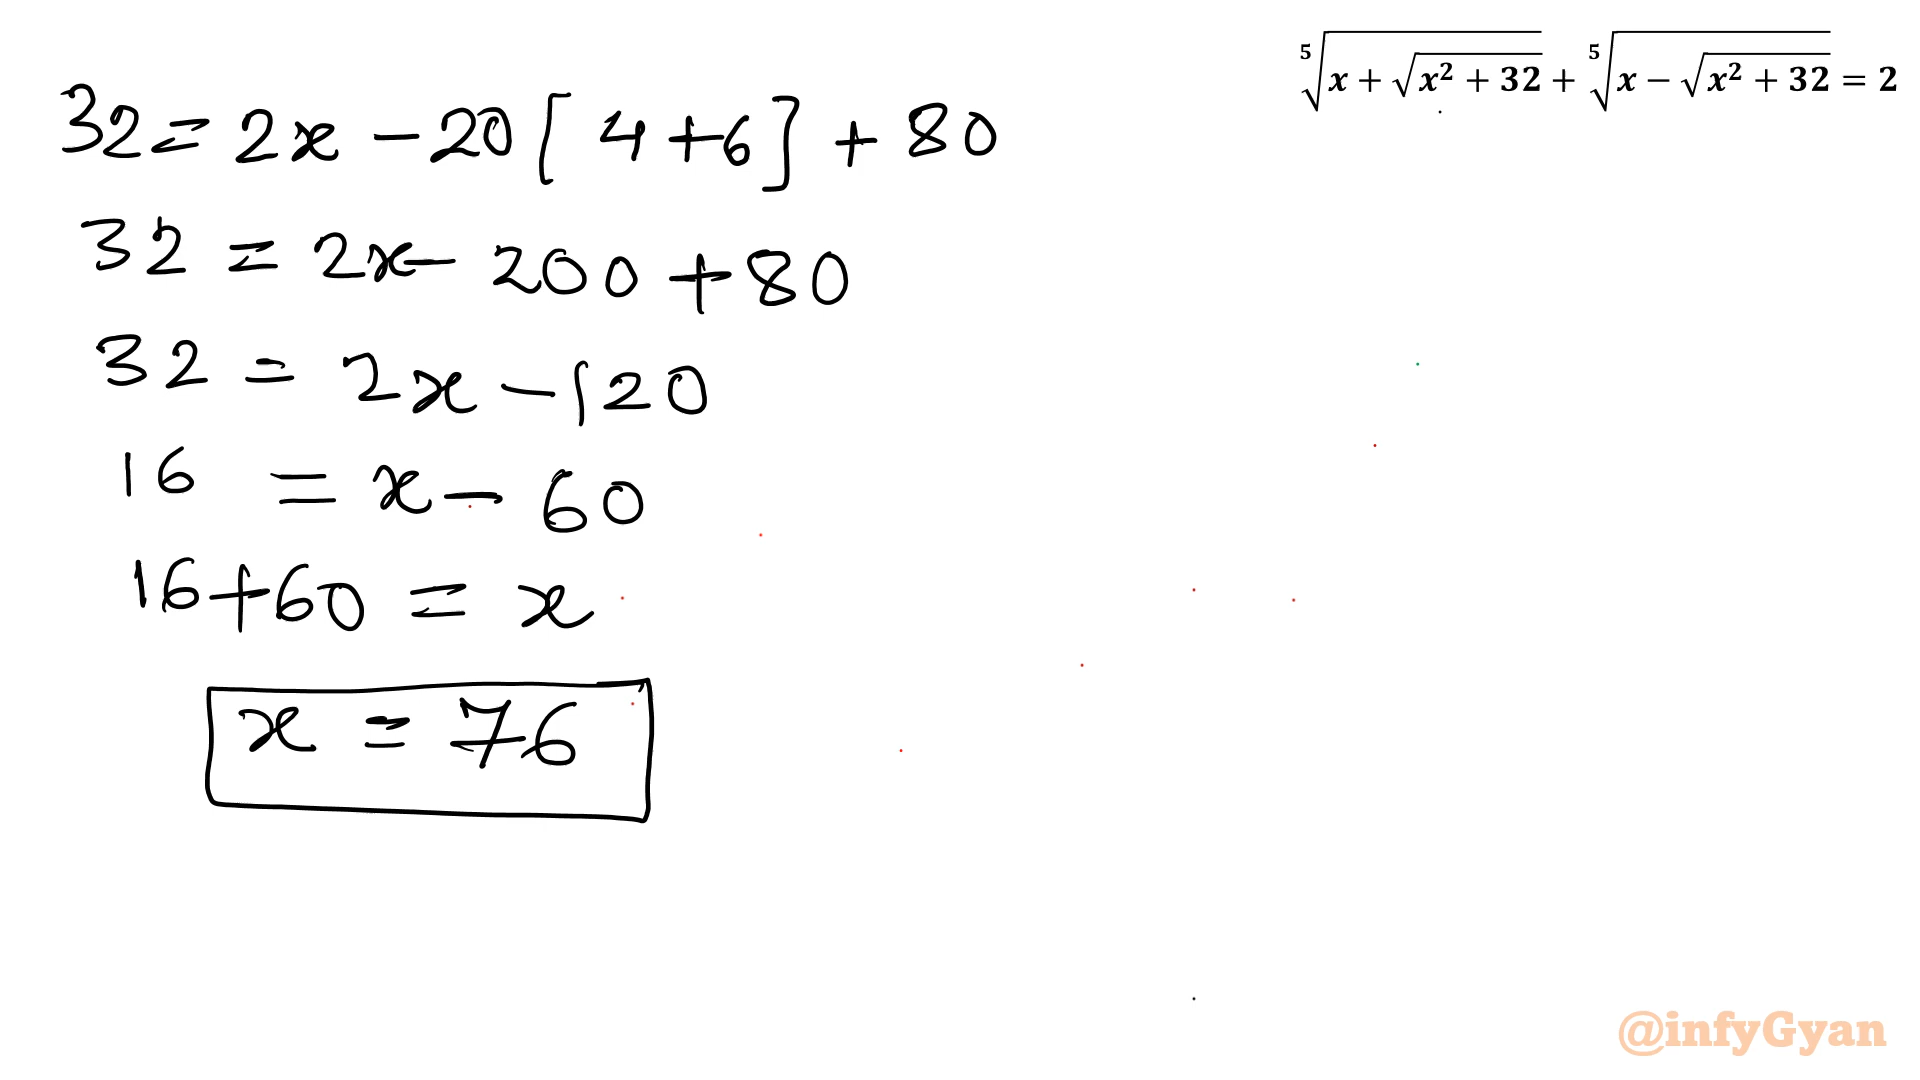 ⁵√(x + √(x² + 32)) + ⁵√(x − √(x² + 32)) = 2
32 = 2x − 20[4+6] + 80
32 = 2x − 200 + 80
32 = 2x − 120
16 = x − 60
16+60 = x
x = 76
@infyGyan